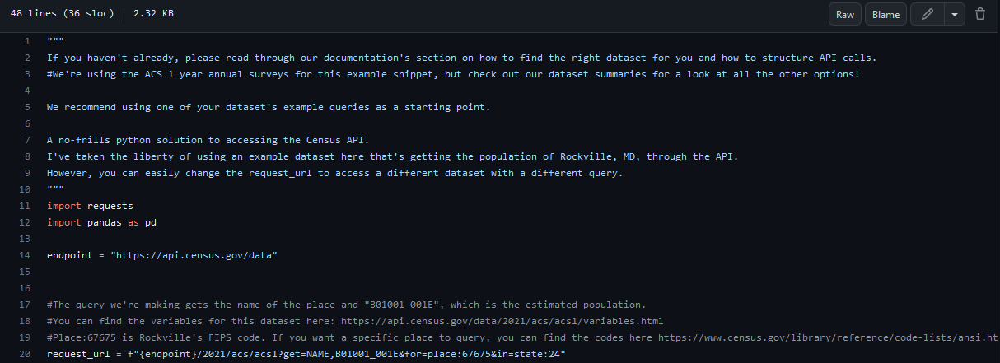 48 lines (36 sloc) 2.32 KB Raw Blame
1 """
2 If you haven't already, please read through our documentation's section on how to find the right dataset for you and how to structure API calls.
3 #We're using the ACS 1 year annual surveys for this example snippet, but check out our dataset summaries for a look at all the other options!
4
5 We recommend using one of your dataset's example queries as a starting point.
6
7 A no-frills python solution to accessing the Census API.
8 I've taken the liberty of using an example dataset here that's getting the population of Rockville, MD, through the API.
9 However, you can easily change the request_url to access a different dataset with a different query.
10 """
11 import requests
12 import pandas as pd
13
14 endpoint = "https://api.census.gov/data"
15
16
17 #The query we're making gets the name of the place and "B01001_001E", which is the estimated population.
18 #You can find the variables for this dataset here: https://api.census.gov/data/2021/acs/acs1/variables.html
19 #Place:67675 is Rockville's FIPS code. If you want a specific place to query, you can find the codes here https://www.census.gov/library/reference/code-lists/ansi.ht
20 request_url = f"{endpoint}/2021/acs/acs1?get=NAME,B01001_001E&for=place:67675&in=state:24"